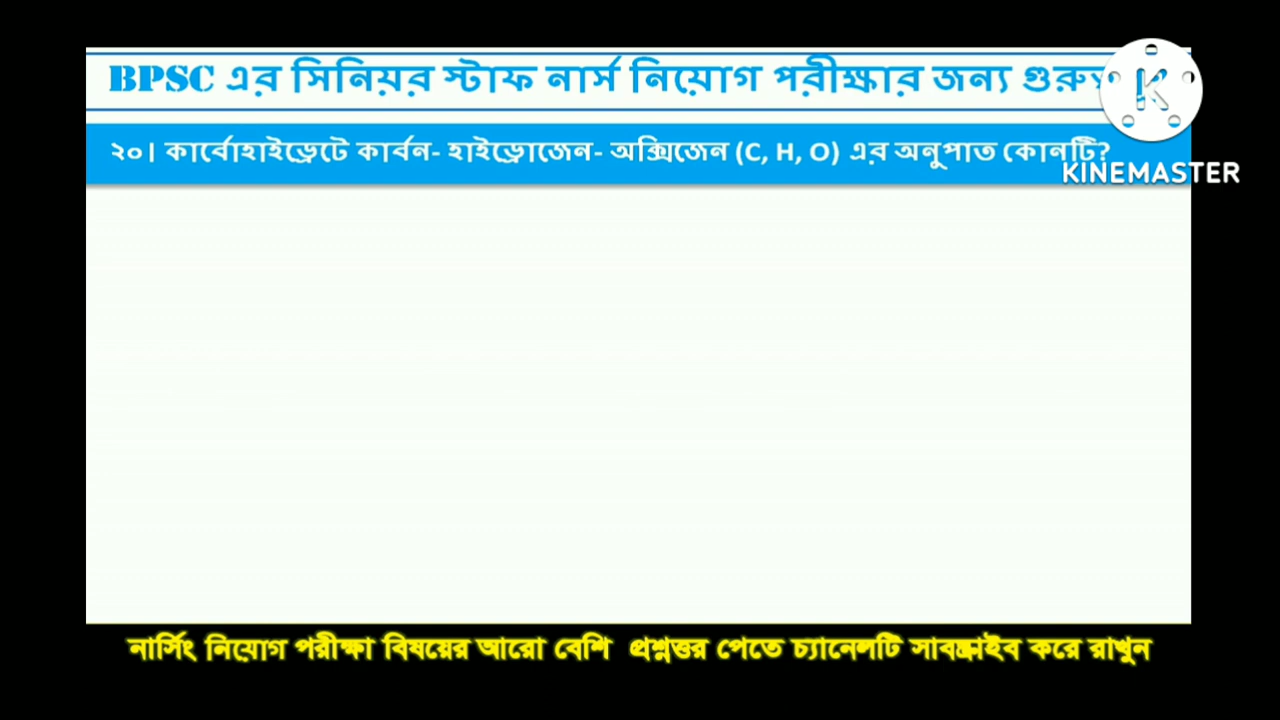 BPSC এর সিনিয়র স্টাফ নার্স নিয়োগ পরীক্ষার জন্য
২০। কার্বোহাইড্রেটে কার্বন- হাইড্রোজেন- অক্সিজেন (C, H, O) এর অনুপাত কোনটি?
KINEMASTER
নার্সিং নিয়োগ পরীক্ষা বিষয়ের আরো বেশি প্রশ্নত্তর পেতে চ্যানেলটি সাবস্ক্রাইব করে রাখুন